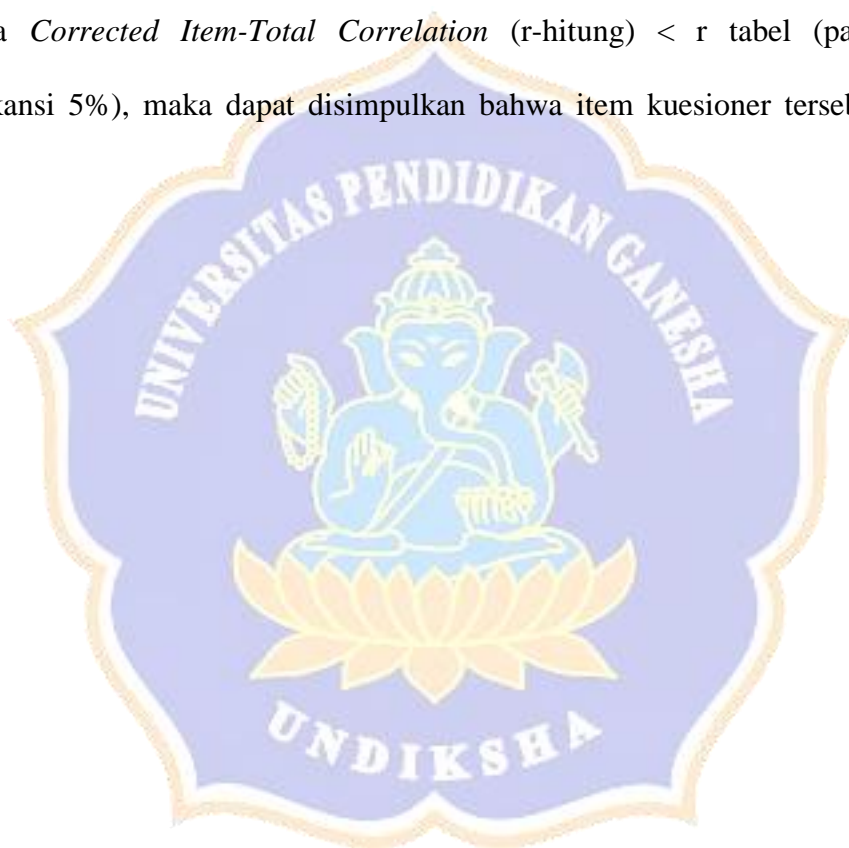 a Corrected Item-Total Correlation (r-hitung) < r tabel (pa
kansi 5%), maka dapat disimpulkan bahwa item kuesioner terseb
UNIVERSITAS PENDIDIKAN GANESHA
UNDIKSHA